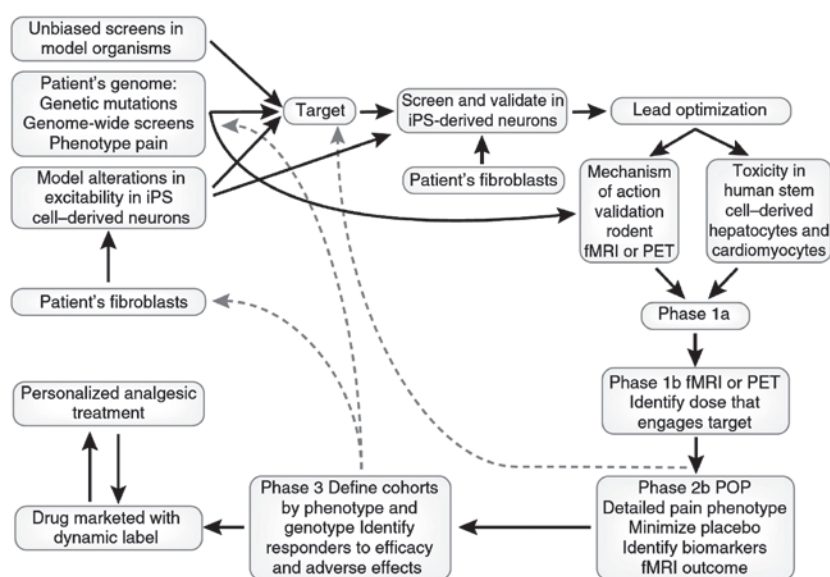 Unbiased screens in
model organisms
Patient's genome:
Genetic mutations
Genome-wide screens
Phenotype pain
Model alterations in
excitability in iPS
cell–derived neurons
Patient's fibroblasts
Target
Screen and validate in
iPS-derived neurons
Patient's fibroblasts
Lead optimization
Mechanism
of action
validation
rodent
fMRI or PET
Toxicity in
human stem
cell–derived
hepatocytes and
cardiomyocytes
Phase 1a
Phase 1b fMRI or PET
Identify dose that
engages target
Phase 2b POP
Detailed pain phenotype
Minimize placebo
Identify biomarkers
fMRI outcome
Phase 3 Define cohorts
by phenotype and
genotype Identify
responders to efficacy
and adverse effects
Drug marketed with
dynamic label
Personalized analgesic
treatment